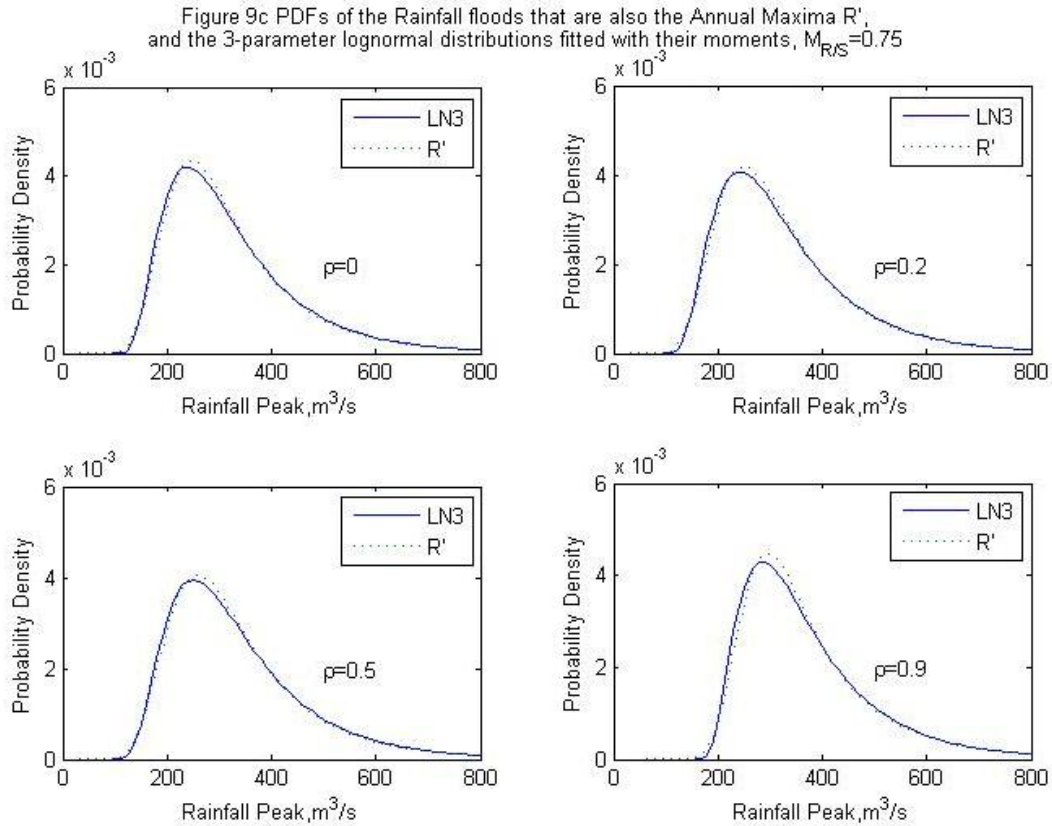 Figure 9c PDFs of the Rainfall floods that are also the Annual Maxima R',
and the 3-parameter lognormal distributions fitted with their moments, M_R/S=0.75
x 10^-3
6
4
2
0
0 200 400 600 800
Probability Density
Rainfall Peak,m^3/s
LN3
R'
ρ=0
x 10^-3
6
4
2
0
0 200 400 600 800
Probability Density
Rainfall Peak,m^3/s
LN3
R'
ρ=0.2
x 10^-3
6
4
2
0
0 200 400 600 800
Probability Density
Rainfall Peak,m^3/s
LN3
R'
ρ=0.5
x 10^-3
6
4
2
0
0 200 400 600 800
Probability Density
Rainfall Peak,m^3/s
LN3
R'
ρ=0.9